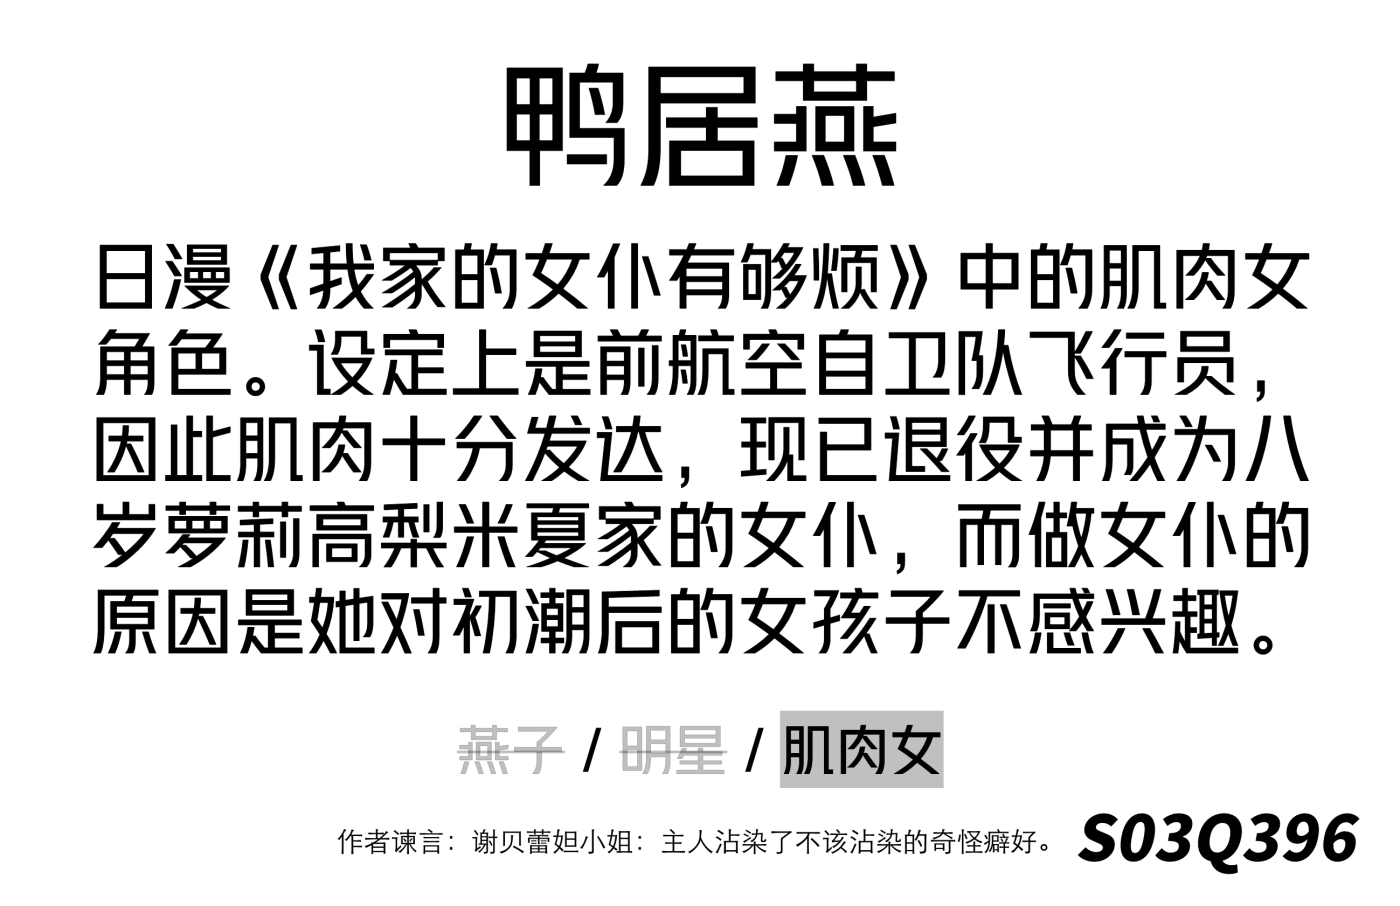 鸭居燕
日漫《我家的女仆有够烦》中的肌肉女
角色。设定上是前航空自卫队飞行员，
因此肌肉十分发达，现已退役并成为八
岁萝莉高梨米夏家的女仆，而做女仆的
原因是她对初潮后的女孩子不感兴趣。
燕子 / 明星 / 肌肉女
作者谏言：谢贝蕾妲小姐：主人沾染了不该沾染的奇怪癖好。
S03Q396